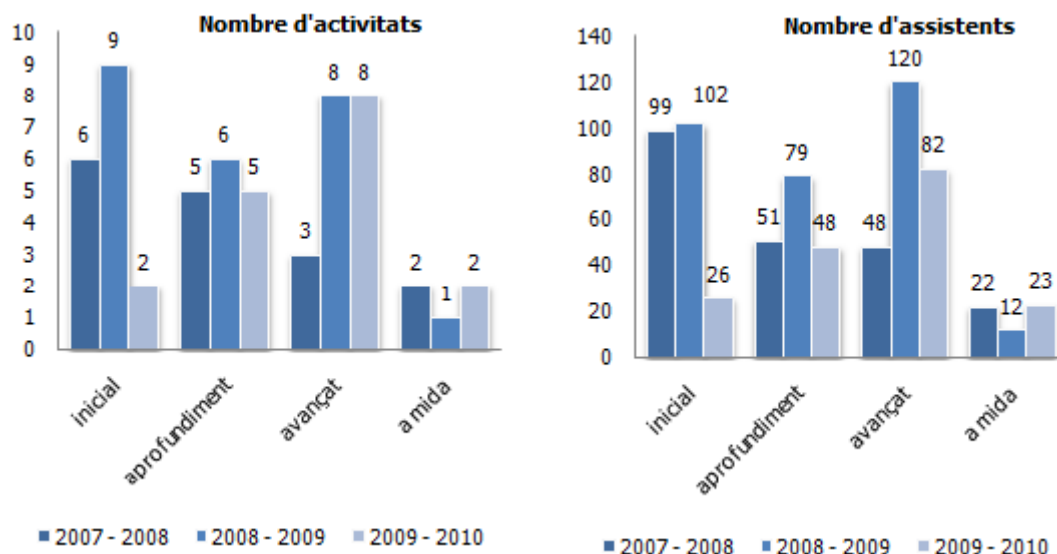 Nombre d'activitats
10
9
8
7
6
5
4
3
2
1
0
6
9
2
5
6
5
3
8
8
2
1
2
inicial
aprofundiment
avançat
a mida
2007 - 2008
2008 - 2009
2009 - 2010
Nombre d'assistents
140
120
100
80
60
40
20
0
99
102
26
51
79
48
48
120
82
22
12
23
inicial
aprofundiment
avançat
a mida
2007 - 2008
2008 - 2009
2009 - 2010